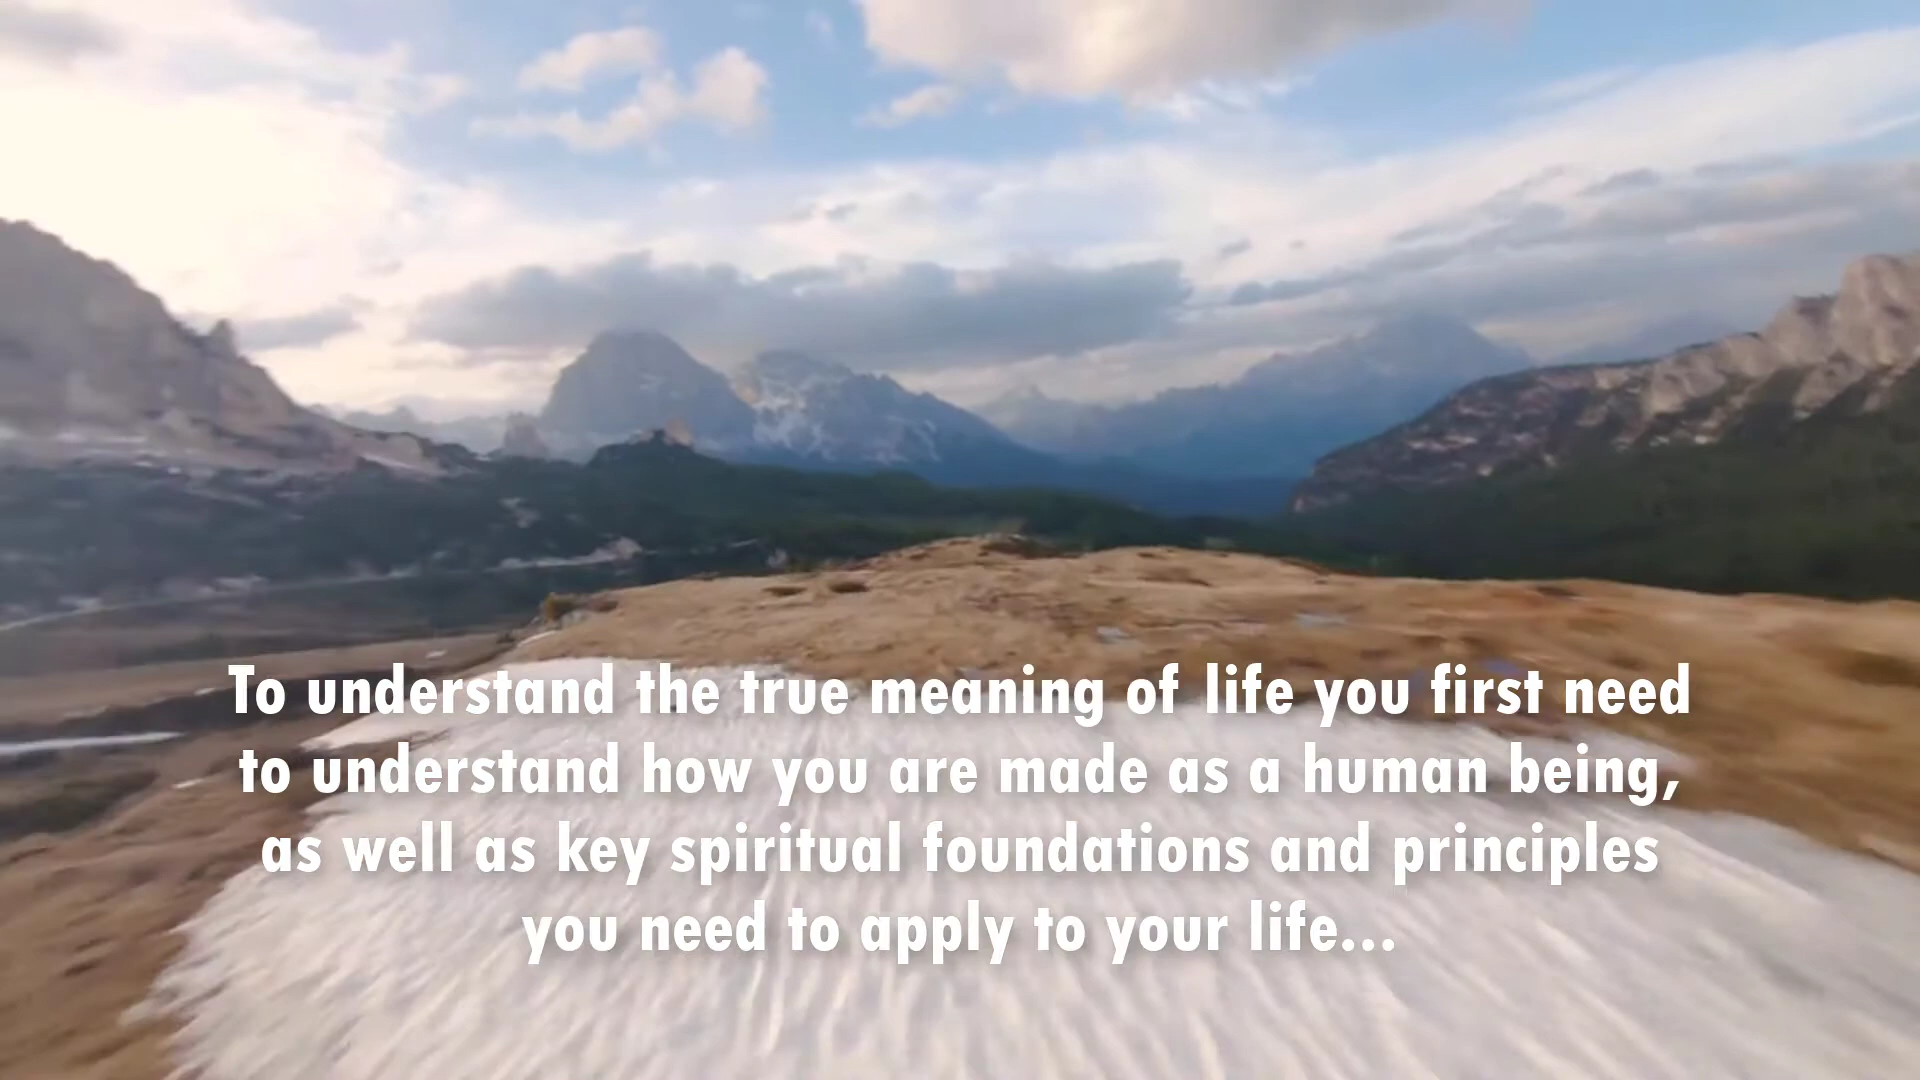 To understand the true meaning of life you first need
to understand how you are made as a human being,
as well as key spiritual foundations and principles
you need to apply to your life...